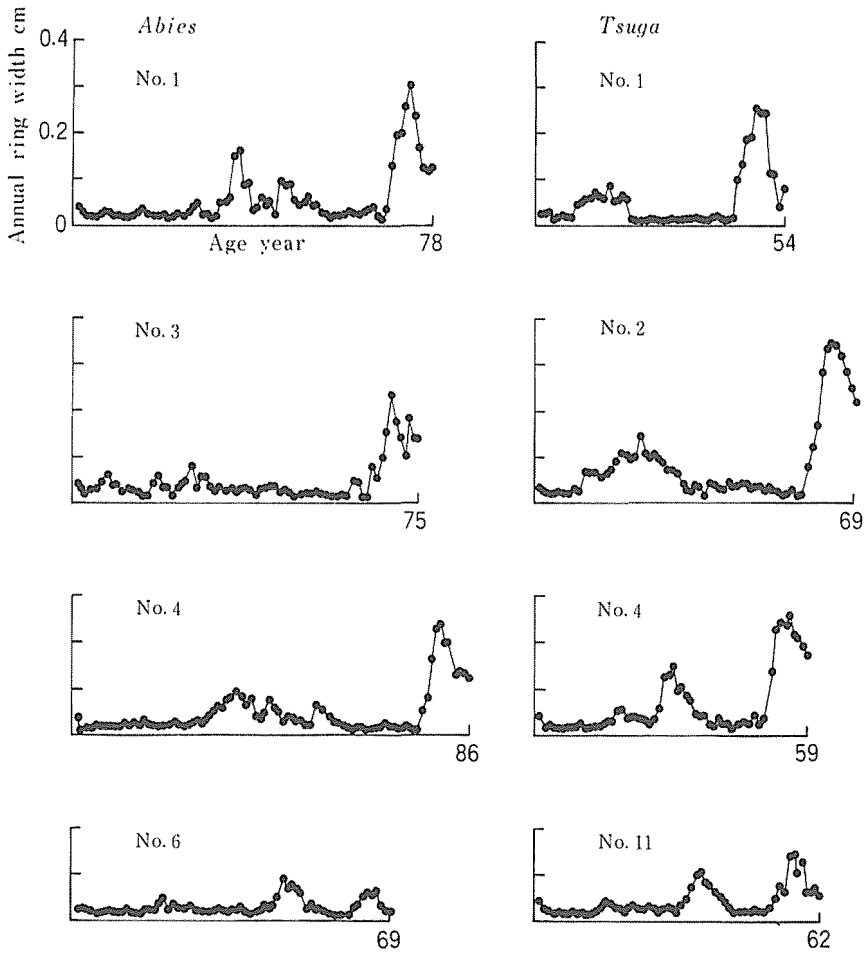 Annual ring width cm
Abies
Tsuga
0.4
0.2
0
No. 1
No. 1
Age year
78
54
No. 3
No. 2
75
69
No. 4
No. 4
86
59
No. 6
No. 11
69
62